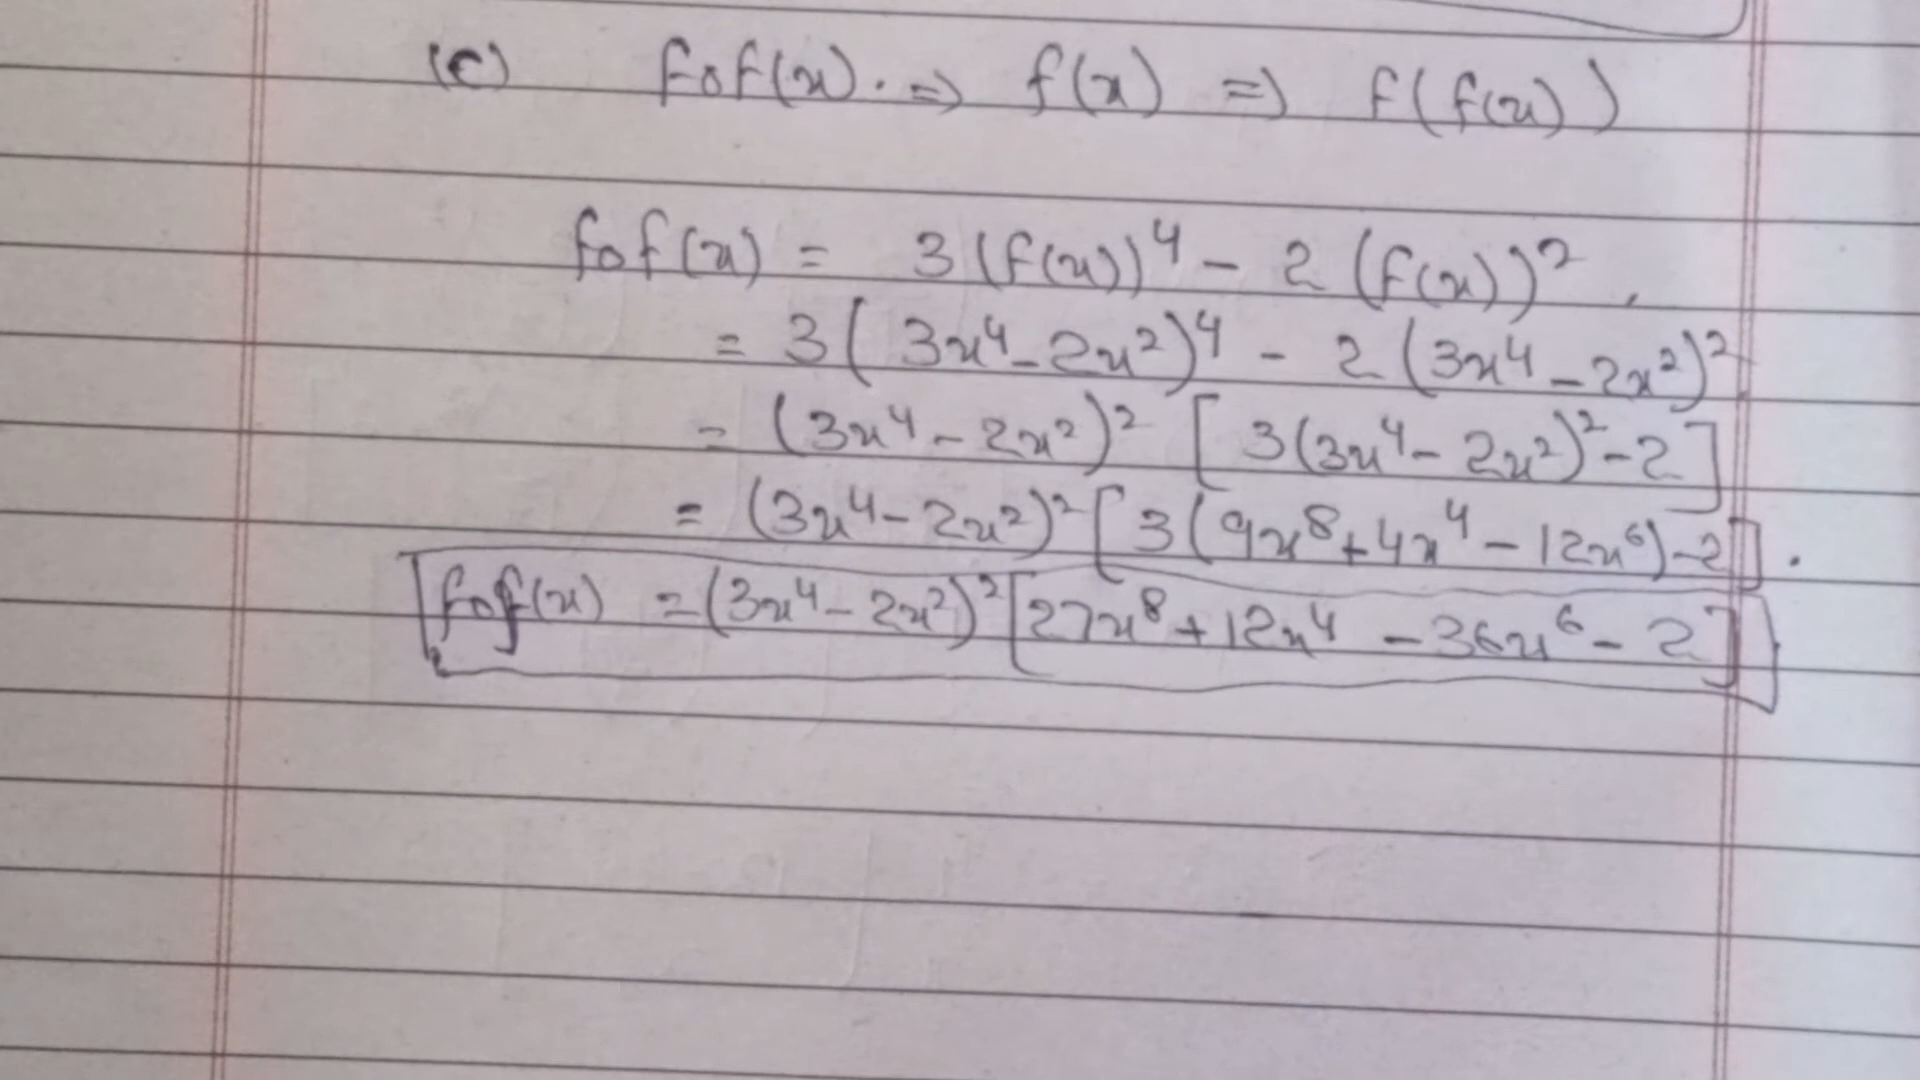 (c) fof(x). => f(x) => f(f(x))
fof(x) = 3(f(x))⁴ - 2(f(x))²,
= 3(3x⁴-2x²)⁴ - 2(3x⁴-2x²)²
= (3x⁴-2x²)² [3(3x⁴-2x²)²-2]
= (3x⁴-2x²)² [3(9x⁸+4x⁴-12x⁶)-2].
fof(x) = (3x⁴-2x²)² [27x⁸+12x⁴-36x⁶-2]